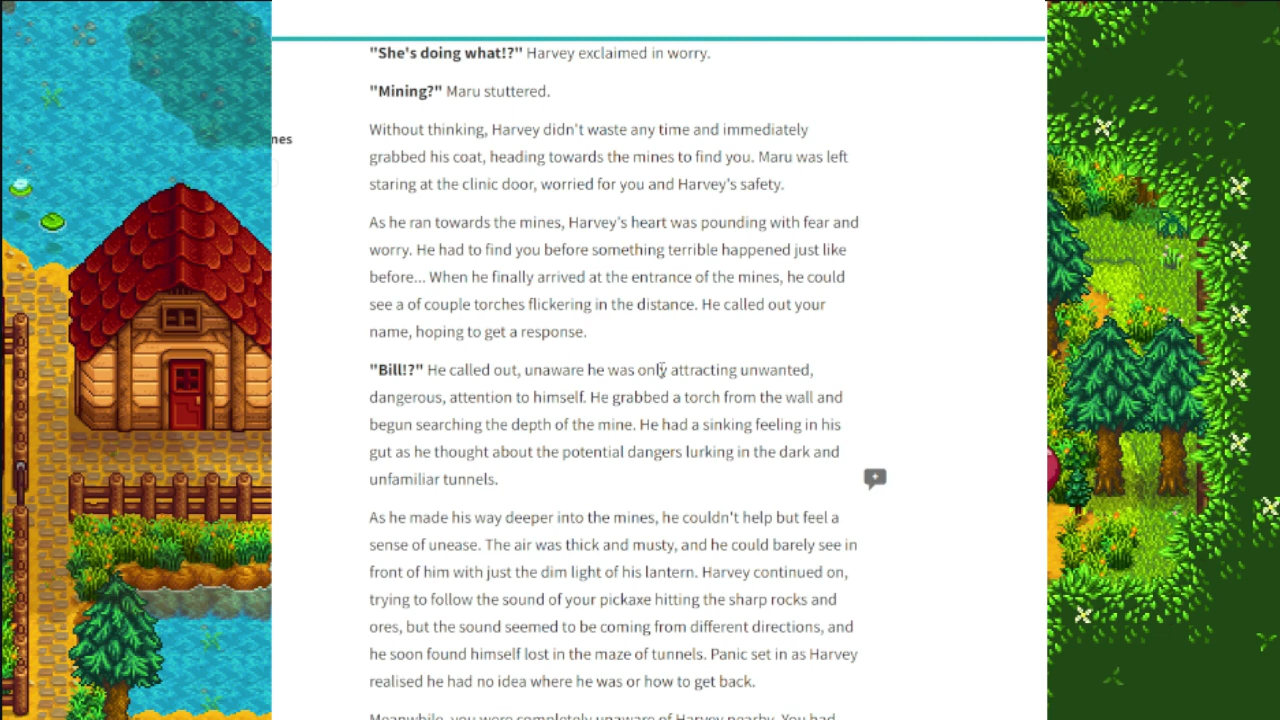 "She's doing what!?" Harvey exclaimed in worry.
"Mining?" Maru stuttered.
nes
Without thinking, Harvey didn't waste any time and immediately
grabbed his coat, heading towards the mines to find you. Maru was left
staring at the clinic door, worried for you and Harvey's safety.
As he ran towards the mines, Harvey's heart was pounding with fear and
worry. He had to find you before something terrible happened just like
before... When he finally arrived at the entrance of the mines, he could
see a of couple torches flickering in the distance. He called out your
name, hoping to get a response.
"Bill!?" He called out, unaware he was only attracting unwanted,
dangerous, attention to himself. He grabbed a torch from the wall and
begun searching the depth of the mine. He had a sinking feeling in his
gut as he thought about the potential dangers lurking in the dark and
unfamiliar tunnels.
As he made his way deeper into the mines, he couldn't help but feel a
sense of unease. The air was thick and musty, and he could barely see in
front of him with just the dim light of his lantern. Harvey continued on,
trying to follow the sound of your pickaxe hitting the sharp rocks and
ores, but the sound seemed to be coming from different directions, and
he soon found himself lost in the maze of tunnels. Panic set in as Harvey
realised he had no idea where he was or how to get back.
Meanwhile, you were completely unaware of Harvey nearby. You had